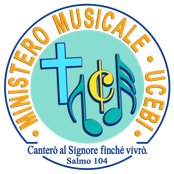 MINISTERO MUSICALE • UCEBI •
Canterò al Signore finché vivrò.
Salmo 104